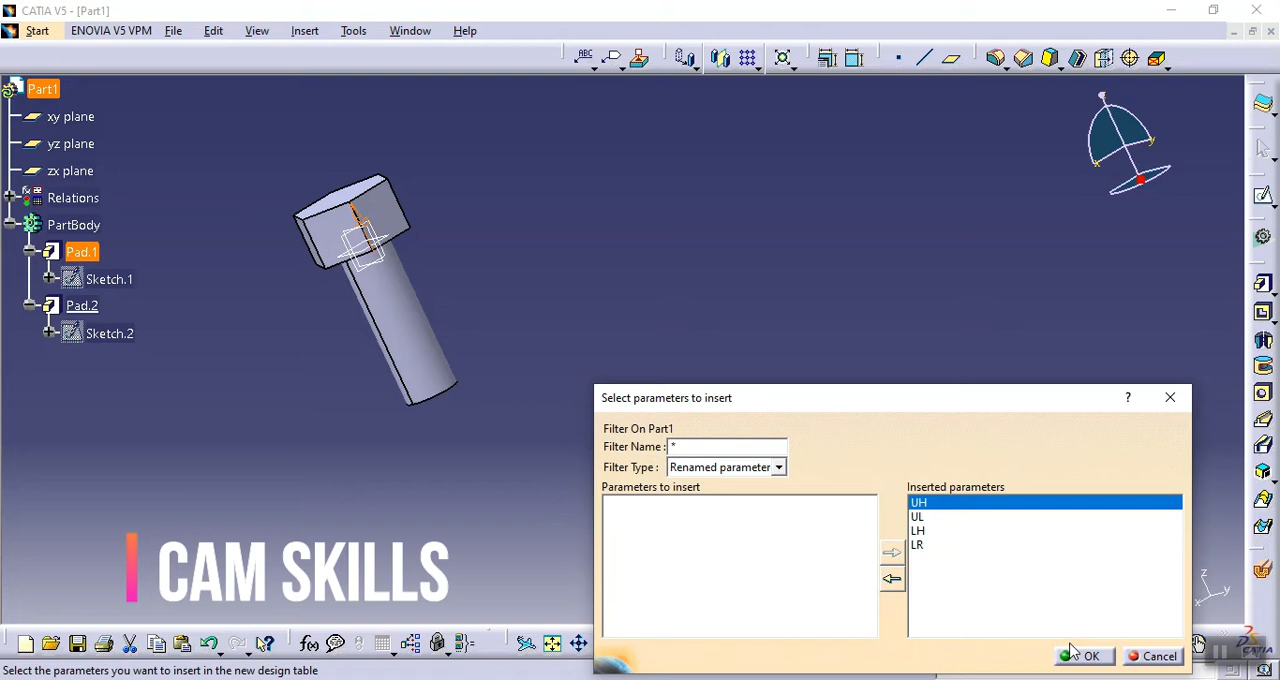 CATIA V5 - [Part1]
Start ENOVIA V5 VPM File Edit View Insert Tools Window Help
ABC
Part1
xy plane
yz plane
zx plane
Relations
PartBody
Pad.1
Sketch.1
Pad.2
Sketch.2
x
y
Select parameters to insert
?
Filter On Part1
Filter Name : *
Filter Type : Renamed parameter
Parameters to insert
Inserted parameters
UH
UL
LH
LR
OK Cancel
CAM SKILLS
z
x y
f(x)
CATIA
Select the parameters you want to insert in the new design table